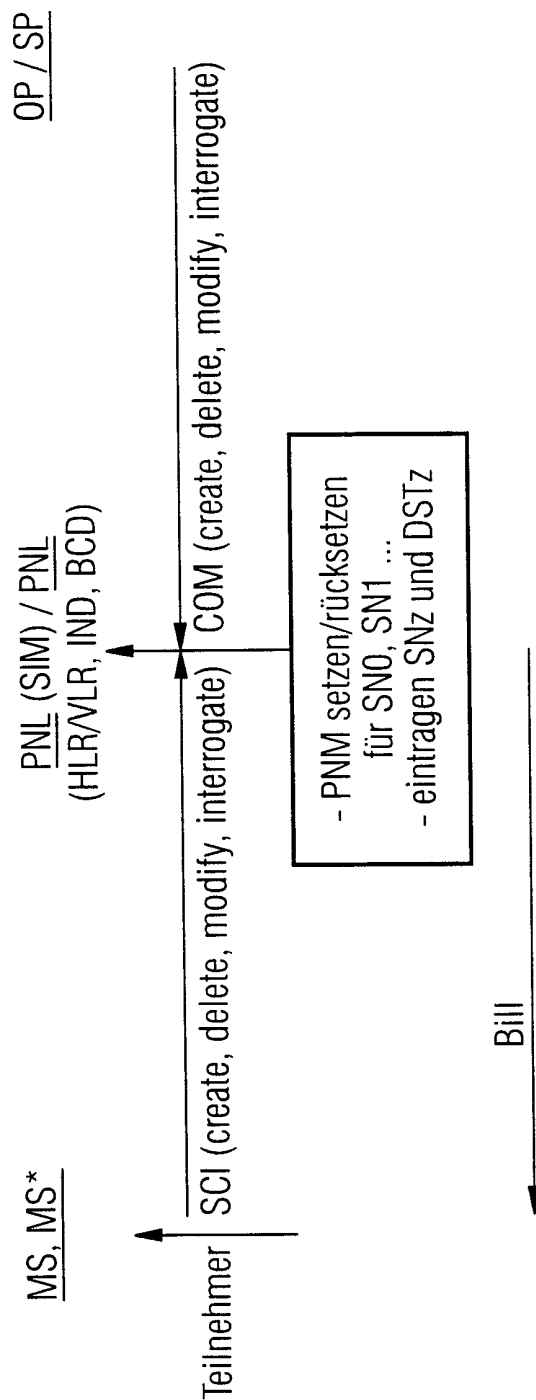 MS, MS*
PNL (SIM) / PNL
(HLR/VLR, IND, BCD)
OP / SP
Teilnehmer
SCI (create, delete, modify, interrogate)
COM (create, delete, modify, interrogate)
- PNM setzen/rücksetzen
für SN0, SN1 ...
- eintragen SNz und DSTz
Bill